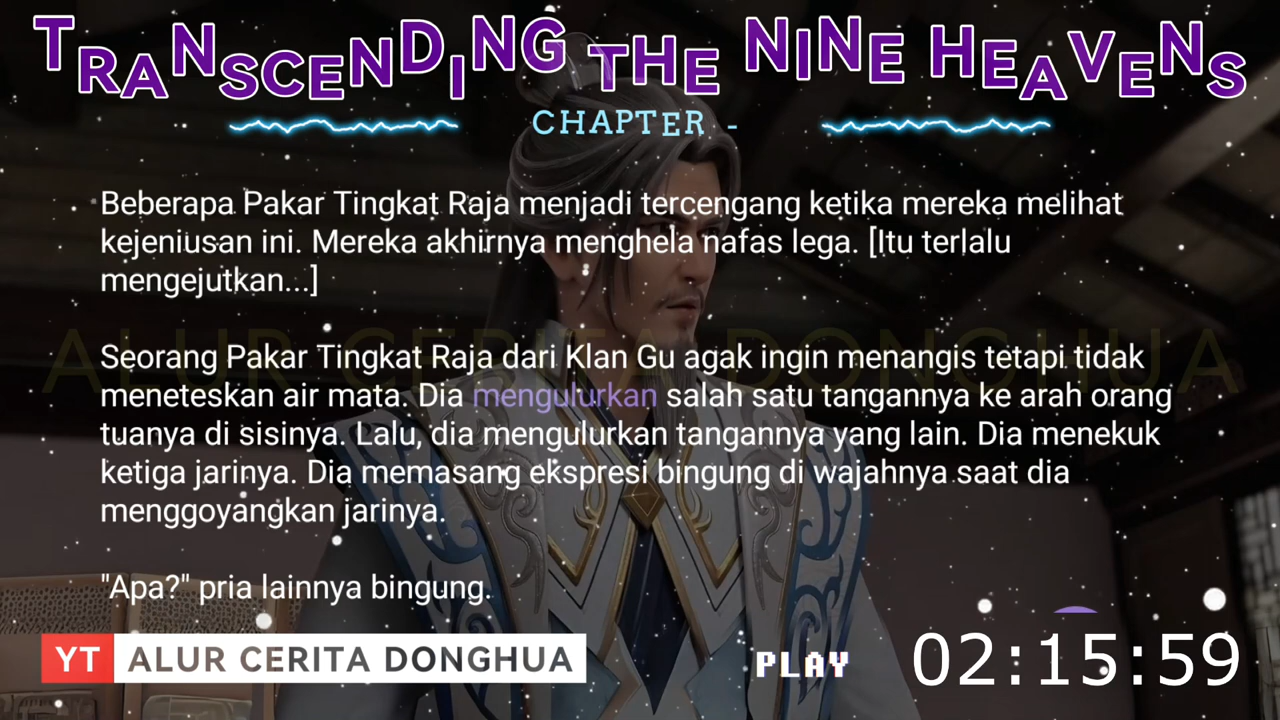 TRANSCENDING THE NINE HEAVENS
CHAPTER -
Beberapa Pakar Tingkat Raja menjadi tercengang ketika mereka melihat
kejeniusan ini. Mereka akhirnya menghela nafas lega. [Itu terlalu
mengejutkan...]
ALUR CERITA DONGHUA
Seorang Pakar Tingkat Raja dari Klan Gu agak ingin menangis tetapi tidak
meneteskan air mata. Dia mengulurkan salah satu tangannya ke arah orang
tuanya di sisinya. Lalu, dia mengulurkan tangannya yang lain. Dia menekuk
ketiga jarinya. Dia memasang ekspresi bingung di wajahnya saat dia
menggoyangkan jarinya.
"Apa?" pria lainnya bingung.
YT ALUR CERITA DONGHUA
PLAY
02:15:59